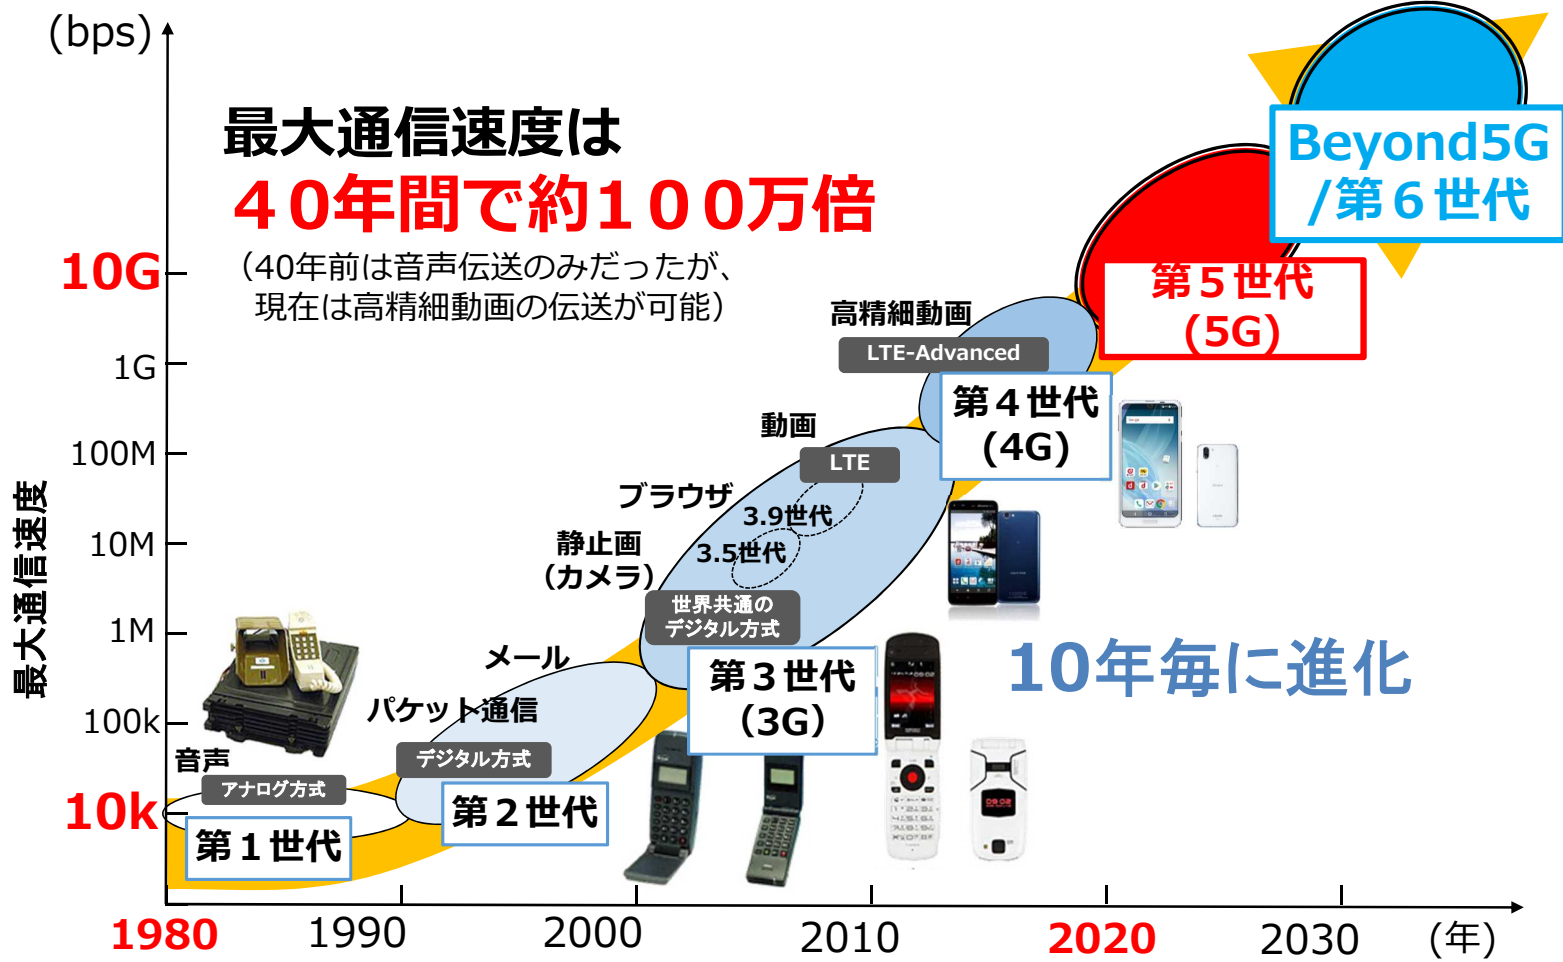 (bps)
最大通信速度は
４０年間で約１００万倍
（40年前は音声伝送のみだったが、
現在は高精細動画の伝送が可能）
Beyond5G
/第６世代
第５世代
(5G)
高精細動画
LTE-Advanced
第４世代
(4G)
動画
LTE
ブラウザ
3.9世代
静止画
（カメラ）
3.5世代
世界共通の
デジタル方式
第３世代
（3G）
メール
パケット通信
デジタル方式
第２世代
音声
アナログ方式
第１世代
10年毎に進化
最大通信速度
10G
1G
100M
10M
1M
100k
10k
1980
1990
2000
2010
2020
2030
(年)
09:02